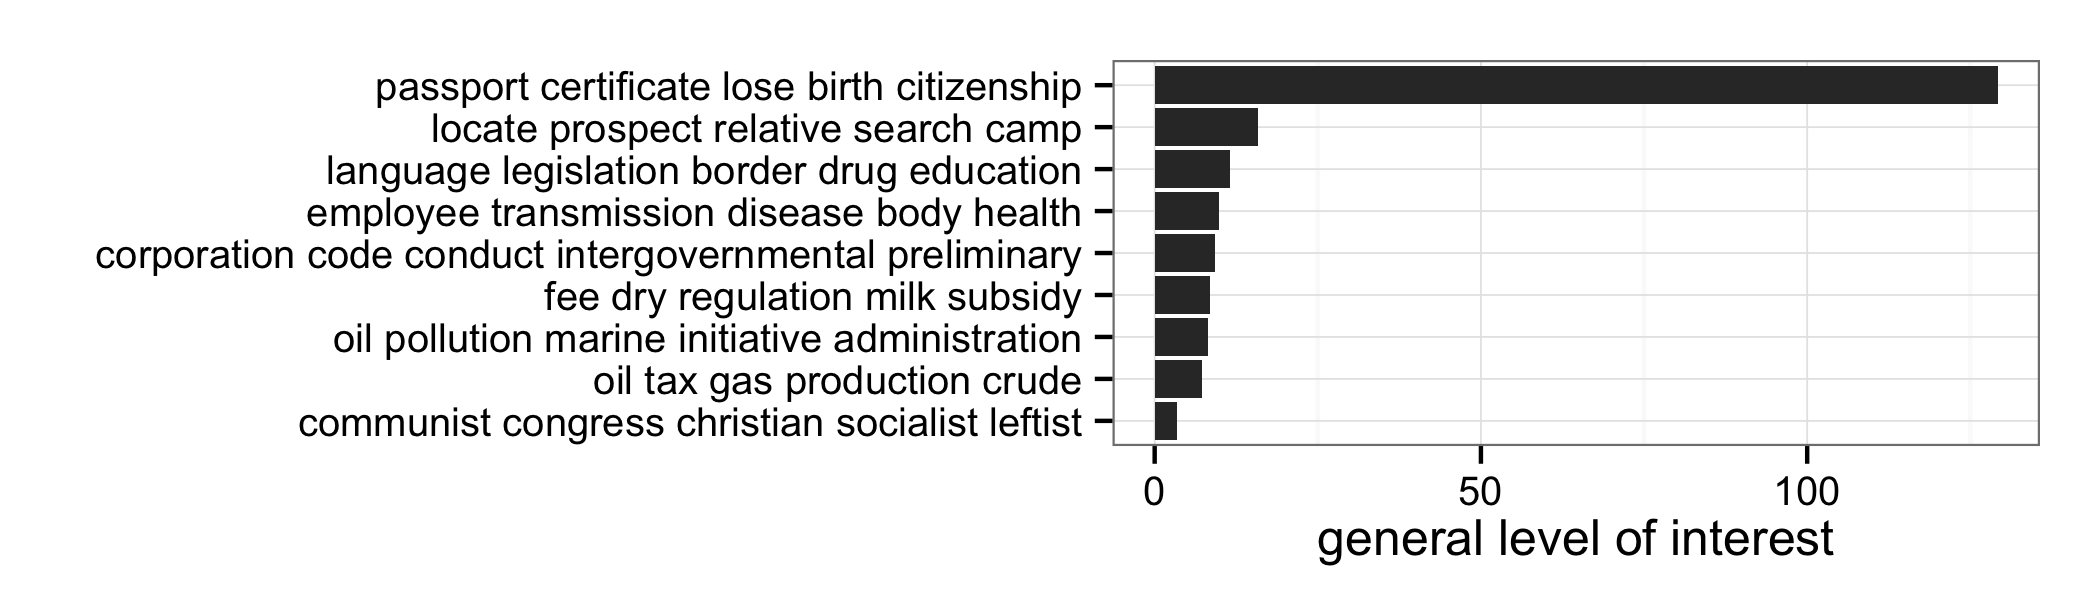 passport certificate lose birth citizenship
locate prospect relative search camp
language legislation border drug education
employee transmission disease body health
corporation code conduct intergovernmental preliminary
fee dry regulation milk subsidy
oil pollution marine initiative administration
oil tax gas production crude
communist congress christian socialist leftist
0 50 100
general level of interest